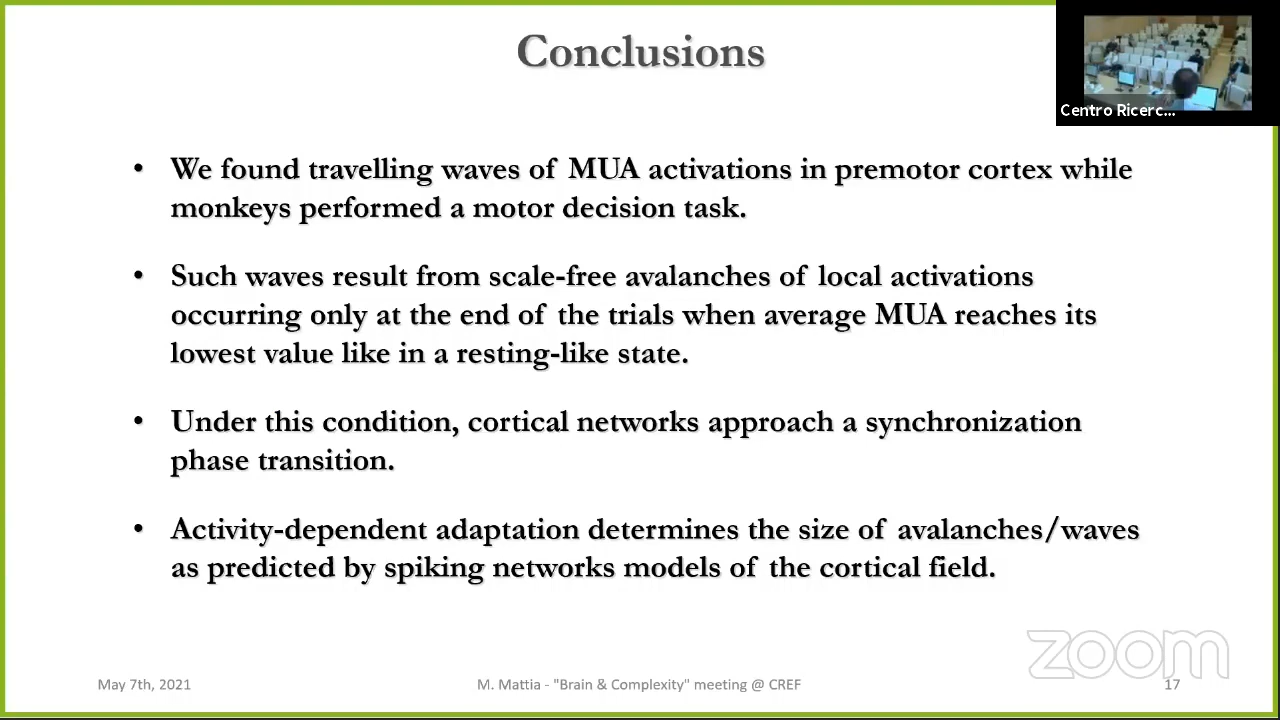 Conclusions
Centro Ricerc...
• We found travelling waves of MUA activations in premotor cortex while
monkeys performed a motor decision task.
• Such waves result from scale-free avalanches of local activations
occurring only at the end of the trials when average MUA reaches its
lowest value like in a resting-like state.
• Under this condition, cortical networks approach a synchronization
phase transition.
• Activity-dependent adaptation determines the size of avalanches/waves
as predicted by spiking networks models of the cortical field.
zoom
May 7th, 2021
M. Mattia - "Brain & Complexity" meeting @ CREF
17